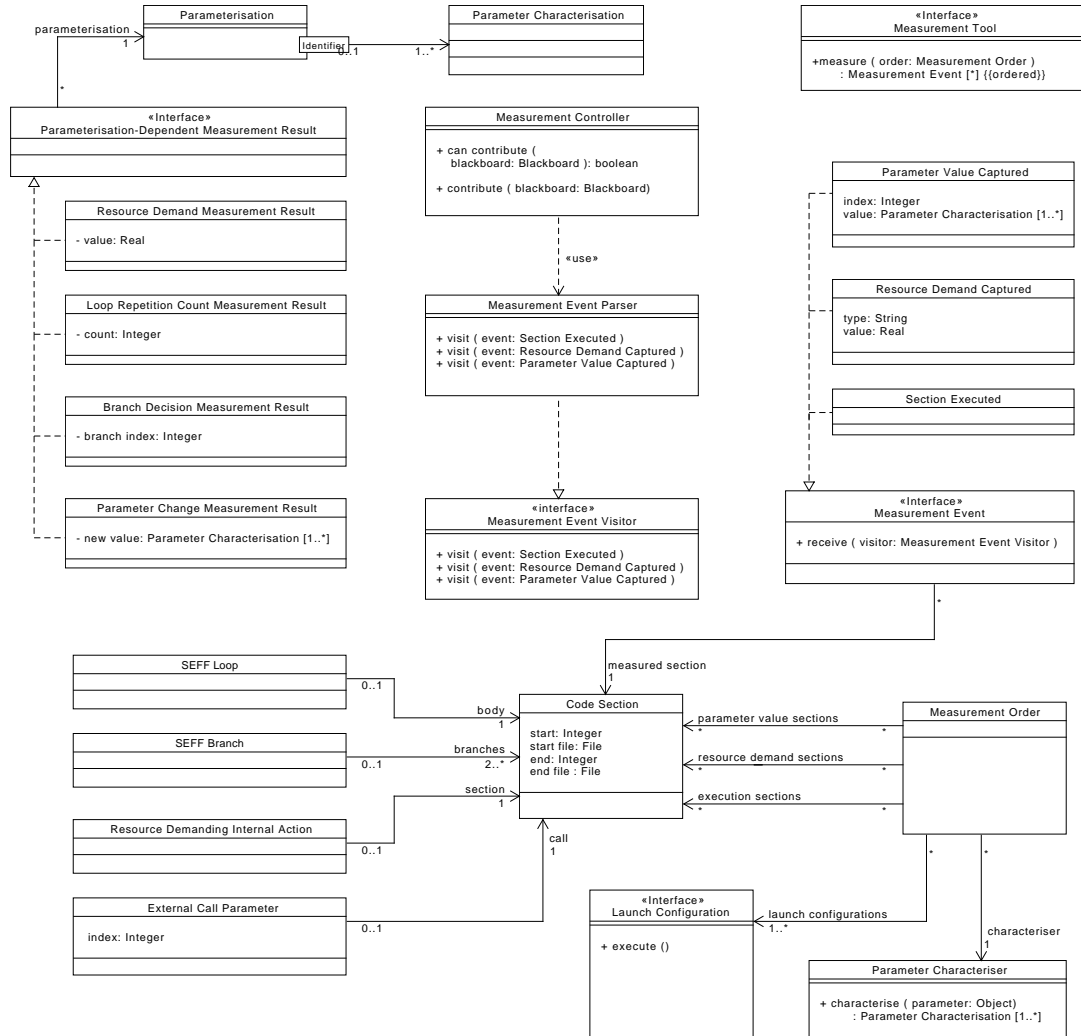 Parameterisation
Parameter Characterisation
«Interface»
Measurement Tool
+measure ( order: Measurement Order )
: Measurement Event [*] {{ordered}}
parameterisation
1
Identifier
0..1
1..*
*
«Interface»
Parameterisation-Dependent Measurement Result
Measurement Controller
+ can contribute (
blackboard: Blackboard ): boolean
+ contribute ( blackboard: Blackboard)
«use»
Parameter Value Captured
index: Integer
value: Parameter Characterisation [1..*]
Resource Demand Measurement Result
- value: Real
Resource Demand Captured
type: String
value: Real
Loop Repetition Count Measurement Result
- count: Integer
Measurement Event Parser
+ visit ( event: Section Executed )
+ visit ( event: Resource Demand Captured )
+ visit ( event: Parameter Value Captured )
Section Executed
Branch Decision Measurement Result
- branch index: Integer
Parameter Change Measurement Result
- new value: Parameter Characterisation [1..*]
«interface»
Measurement Event Visitor
+ visit ( event: Section Executed )
+ visit ( event: Resource Demand Captured )
+ visit ( event: Parameter Value Captured )
«Interface»
Measurement Event
+ receive ( visitor: Measurement Event Visitor )
*
measured section
1
SEFF Loop
0..1
body
1
SEFF Branch
0..1
branches
2..*
Resource Demanding Internal Action
0..1
section
1
External Call Parameter
index: Integer
0..1
call
1
Code Section
start: Integer
start file: File
end: Integer
end file : File
parameter value sections
*
*
resource demand sections
*
*
execution sections
*
*
Measurement Order
*
*
«Interface»
Launch Configuration
+ execute ()
launch configurations
1..*
characteriser
1
Parameter Characteriser
+ characterise ( parameter: Object)
: Parameter Characterisation [1..*]